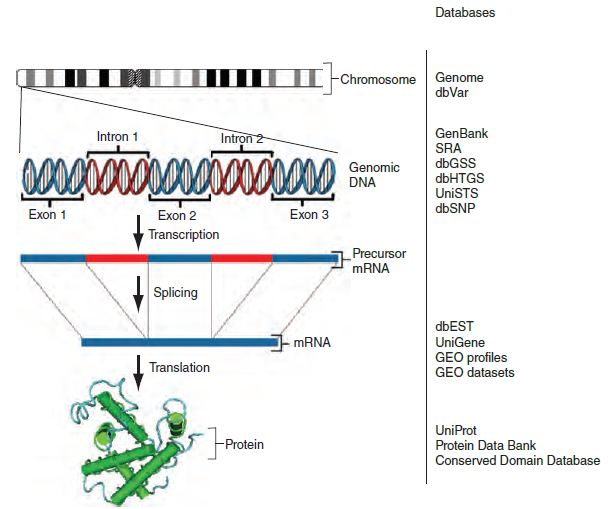 Databases
Chromosome
Genome
dbVar
Intron 1
Intron 2
Genomic
DNA
GenBank
SRA
dbGSS
dbHTGS
UniSTS
dbSNP
Exon 1
Exon 2
Exon 3
Transcription
Precursor
mRNA
Splicing
mRNA
dbEST
UniGene
GEO profiles
GEO datasets
Translation
Protein
UniProt
Protein Data Bank
Conserved Domain Database